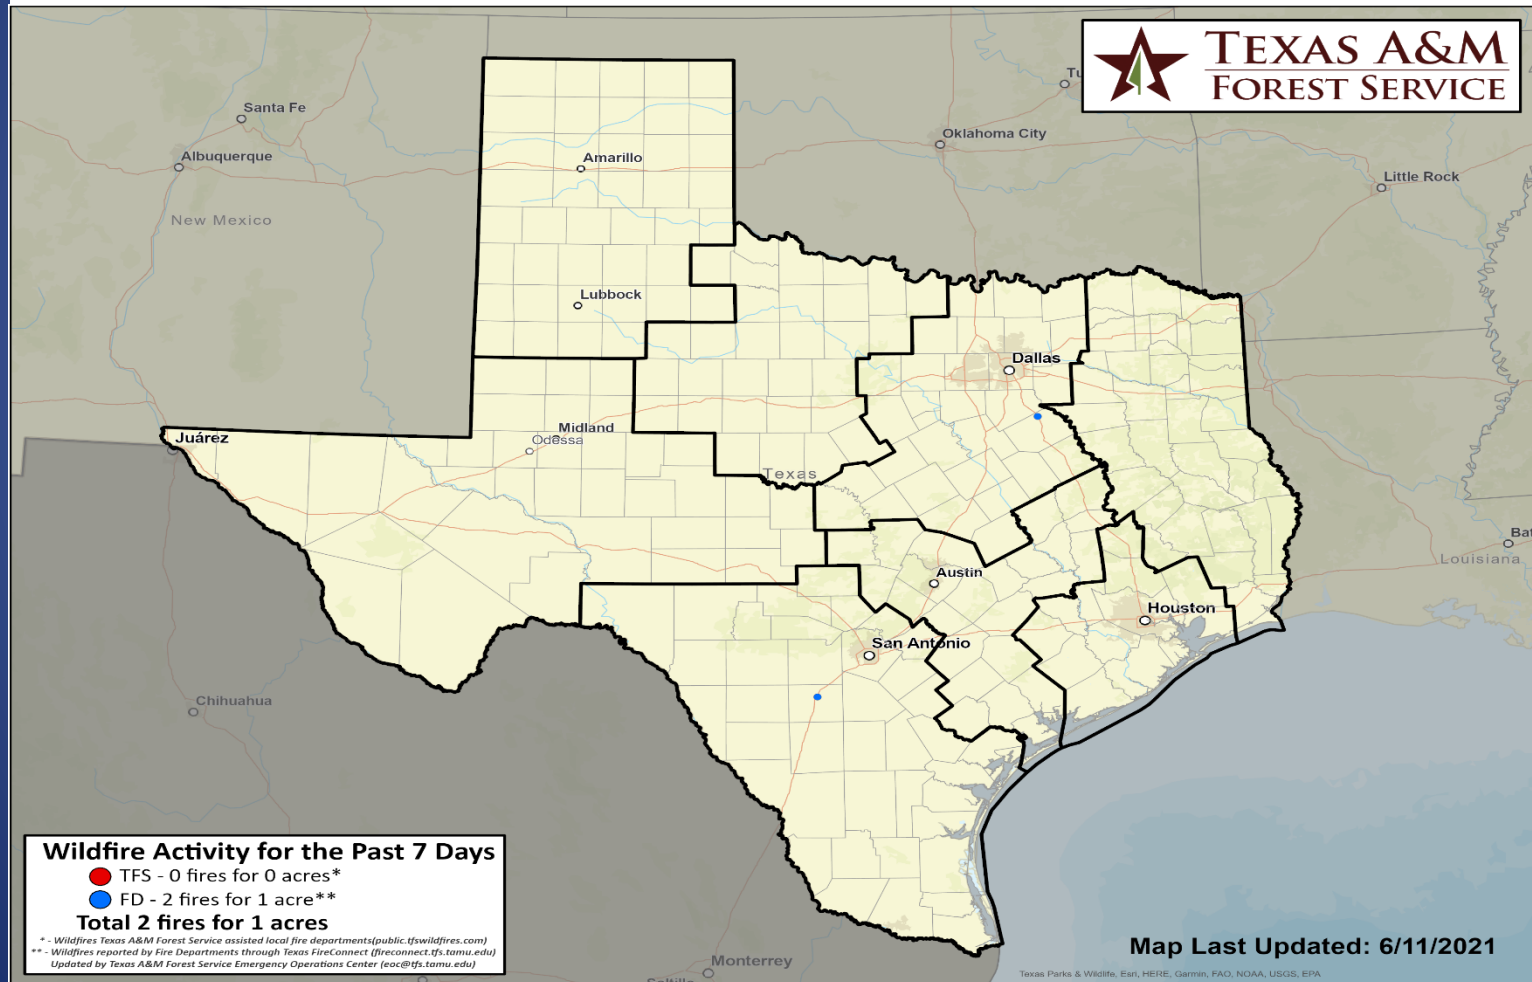 TEXAS A&M
FOREST SERVICE
Tu
Santa Fe
Oklahoma City
Albuquerque
Amarillo
Little Rock
New Mexico
Lubbock
Dallas
Midland
Odessa
Juárez
Texas
Bat
Louisiana
Austin
Houston
San Antonio
Chihuahua
Wildfire Activity for the Past 7 Days
TFS - 0 fires for 0 acres*
FD - 2 fires for 1 acre**
Total 2 fires for 1 acres
* - Wildfires Texas A&M Forest Service assisted local fire departments(public.tfswildfires.com)
** - Wildfires reported by Fire Departments through Texas FireConnect (fireconnect.tfs.tamu.edu)
Updated by Texas A&M Forest Service Emergency Operations Center (eoc@tfs.tamu.edu)
Map Last Updated: 6/11/2021
Monterrey
Texas Parks & Wildlife, Esri, HERE, Garmin, FAO, NOAA, USGS, EPA